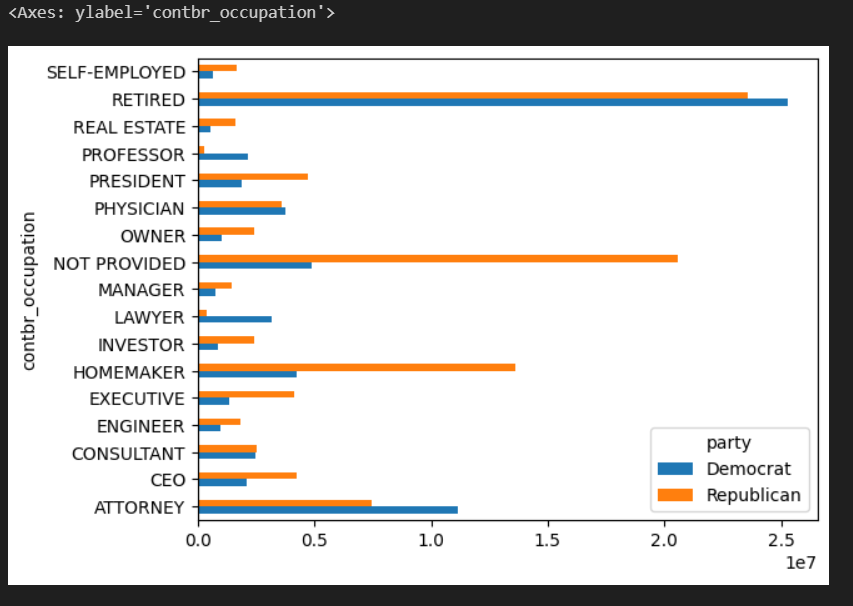 <Axes: ylabel='contbr_occupation'>
SELF-EMPLOYED
RETIRED
REAL ESTATE
PROFESSOR
PRESIDENT
PHYSICIAN
OWNER
NOT PROVIDED
MANAGER
LAWYER
INVESTOR
HOMEMAKER
EXECUTIVE
ENGINEER
CONSULTANT
CEO
ATTORNEY
contbr_occupation
party
Democrat
Republican
0.0 0.5 1.0 1.5 2.0 2.5
1e7